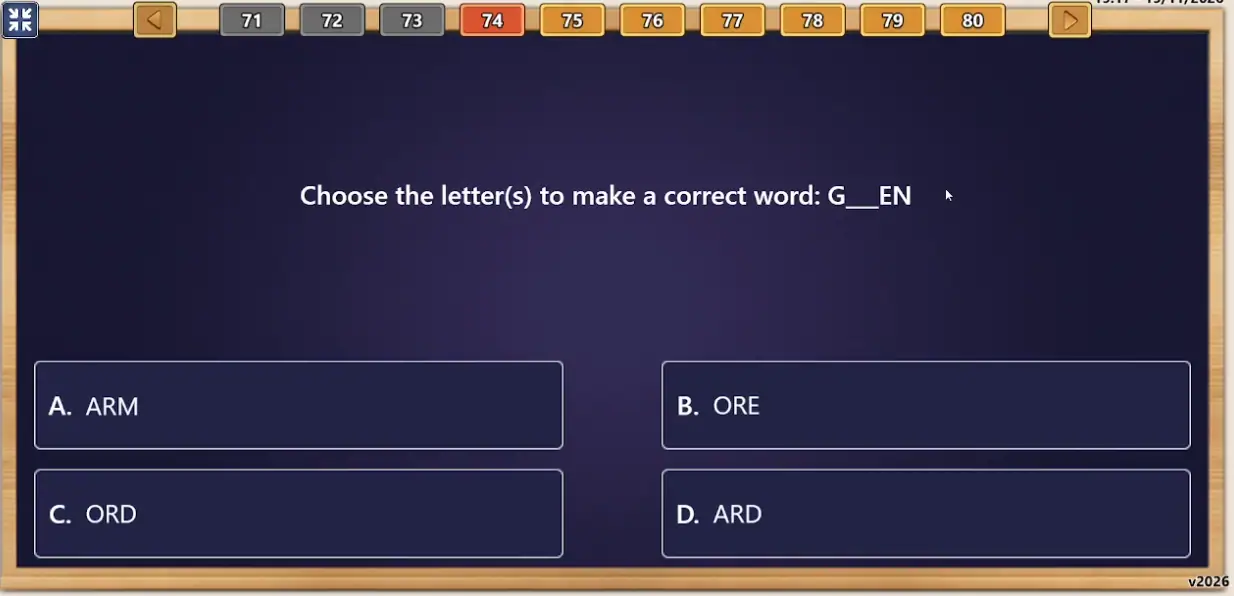 71 72 73 74 75 76 77 78 79 80
Choose the letter(s) to make a correct word: G___EN
A. ARM
B. ORE
C. ORD
D. ARD
v2026